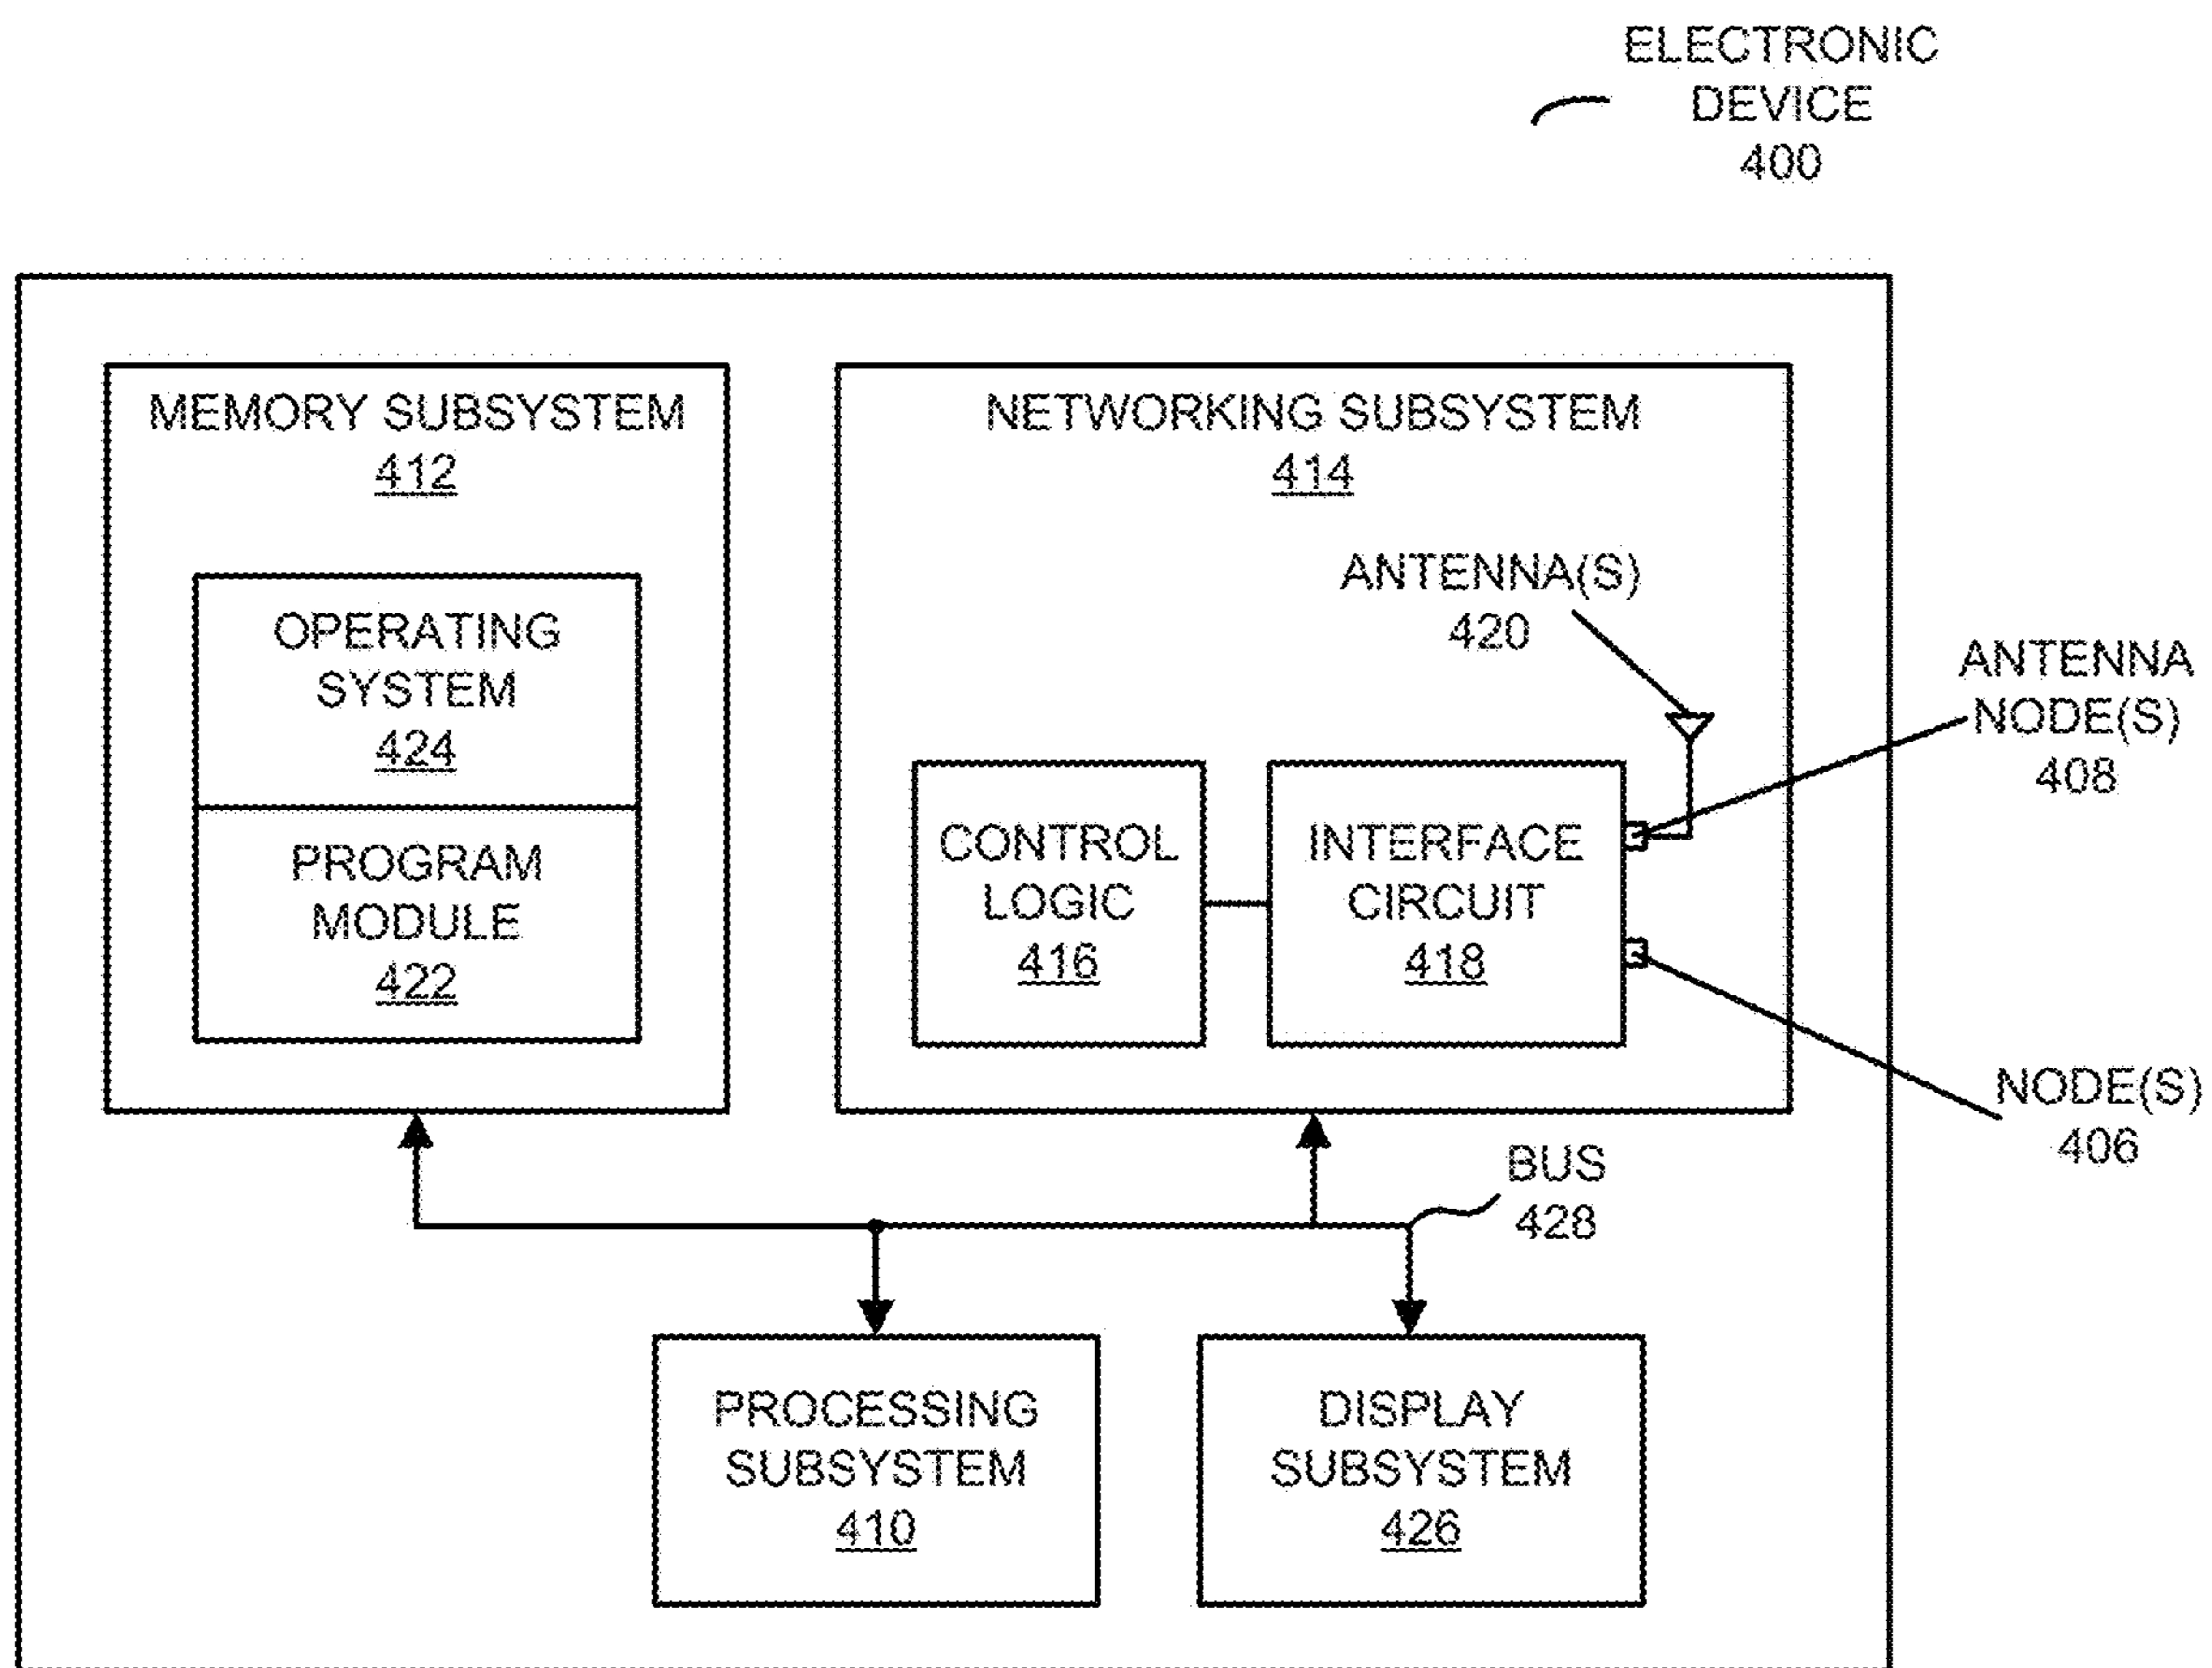 ELECTRONIC
DEVICE
400
MEMORY SUBSYSTEM
412
OPERATING
SYSTEM
424
PROGRAM
MODULE
422
NETWORKING SUBSYSTEM
414
ANTENNA(S)
420
CONTROL
LOGIC
416
INTERFACE
CIRCUIT
418
ANTENNA
NODE(S)
408
NODE(S)
406
BUS
428
PROCESSING
SUBSYSTEM
410
DISPLAY
SUBSYSTEM
426